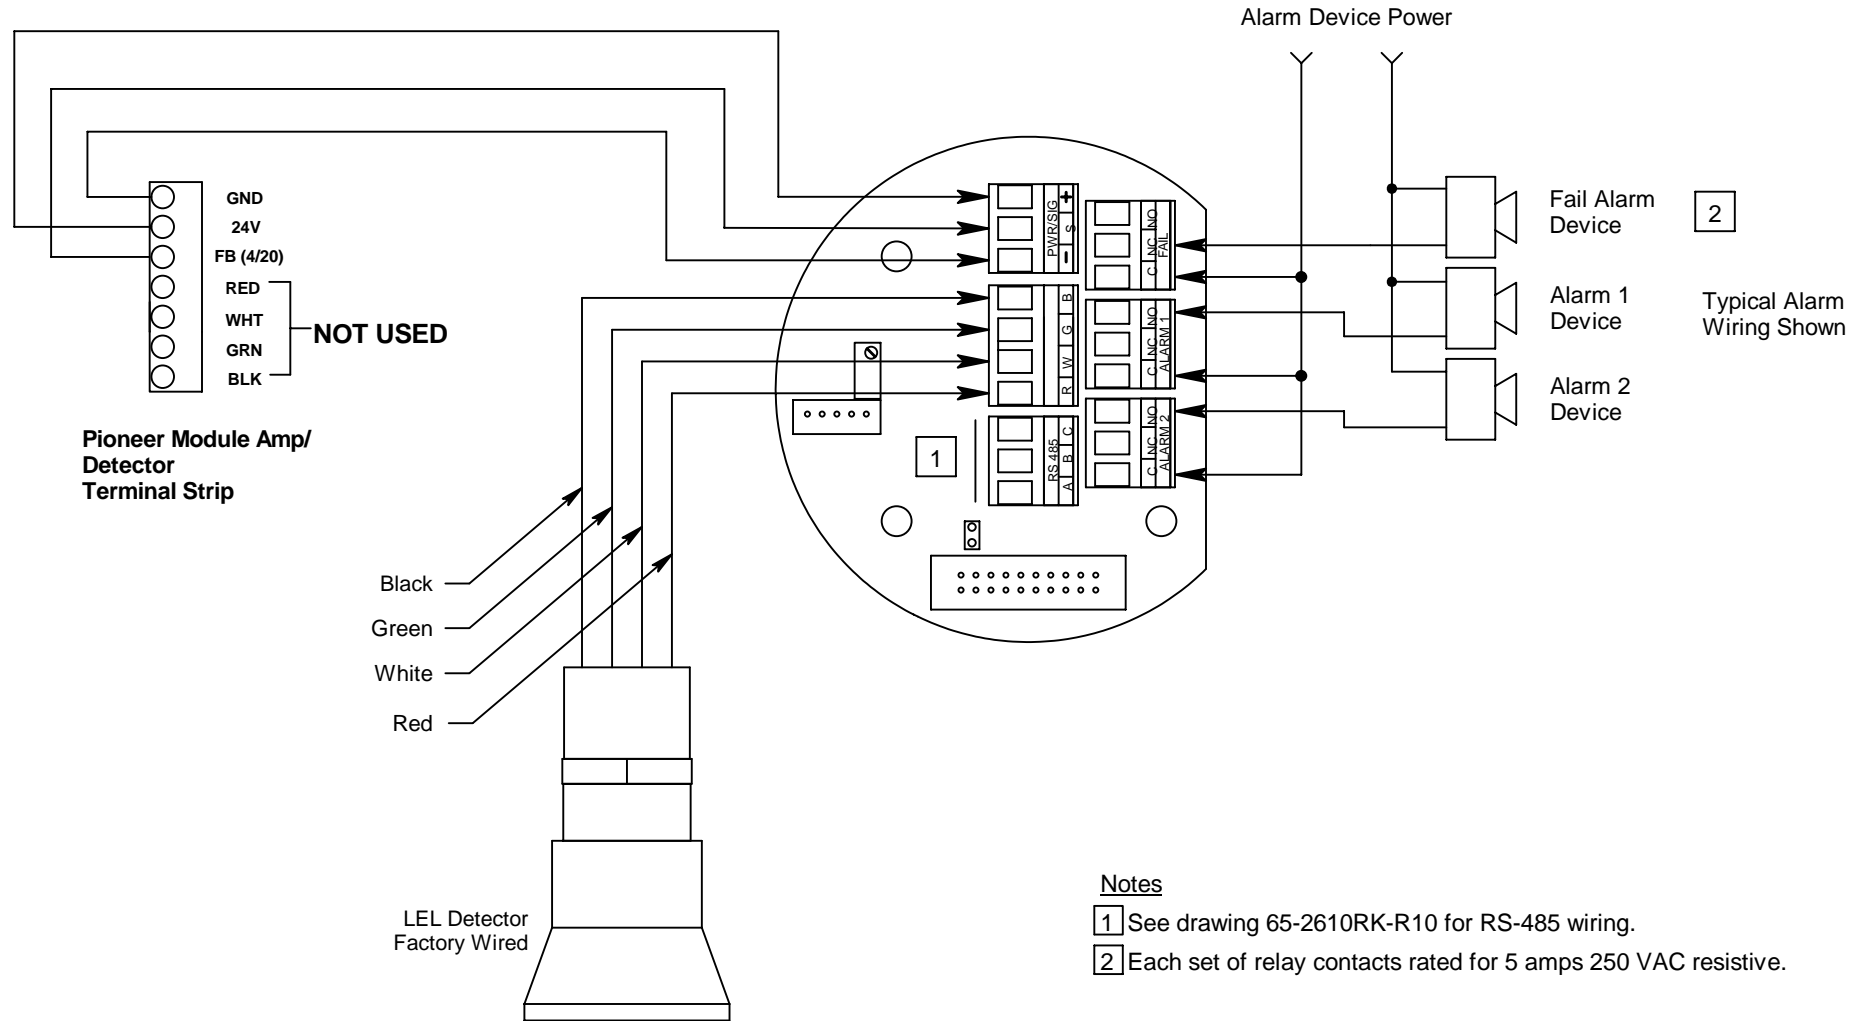 Alarm Device Power
GND
24V
FB (4/20)
RED
WHT
GRN
BLK
NOT USED
Pioneer Module Amp/
Detector
Terminal Strip
+
S
-
PWR/SIG
B
G
W
R
C
B
A
RS 485
NO
NC
C
FAIL
NO
NC
C
ALARM 1
NO
NC
C
ALARM 2
1
Fail Alarm
Device
2
Alarm 1
Device
Typical Alarm
Wiring Shown
Alarm 2
Device
Black
Green
White
Red
LEL Detector
Factory Wired
Notes
1 See drawing 65-2610RK-R10 for RS-485 wiring.
2 Each set of relay contacts rated for 5 amps 250 VAC resistive.